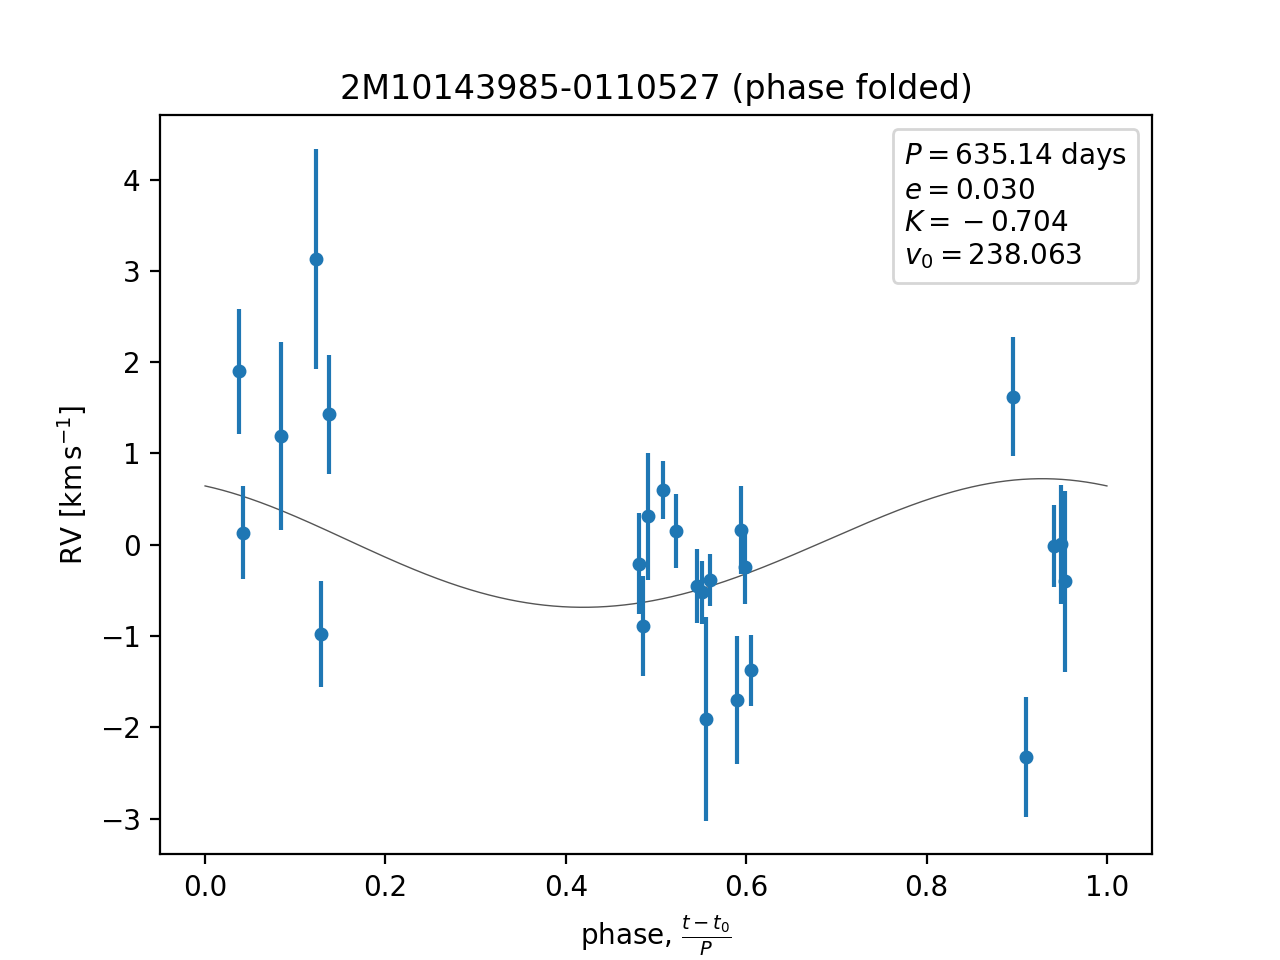 2M10143985-0110527 (phase folded)
P = 635.14 days
e = 0.030
K = −0.704
v₀ = 238.063
4
3
2
1
0
−1
−2
−3
RV [km s⁻¹]
0.0 0.2 0.4 0.6 0.8 1.0
phase, (t − t₀)/P